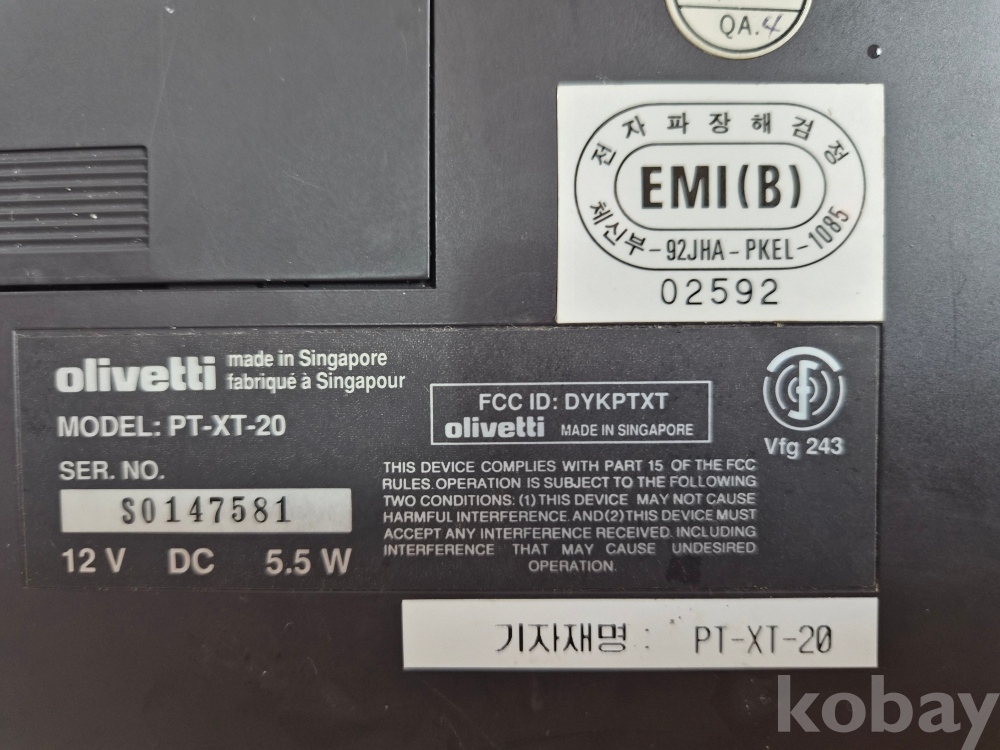 QA.4
전자파장해검정
EMI(B)
체신부-92JHA-PKEL-1085
02592
olivetti made in Singapore
fabriqué à Singapour
MODEL: PT-XT-20
SER. NO.
S0147581
12 V DC 5.5 W
FCC ID: DYKPTXT
olivetti MADE IN SINGAPORE
Vfg 243
THIS DEVICE COMPLIES WITH PART 15 OF THE FCC
RULES. OPERATION IS SUBJECT TO THE FOLLOWING
TWO CONDITIONS: (1) THIS DEVICE MAY NOT CAUSE
HARMFUL INTERFERENCE. AND (2) THIS DEVICE MUST
ACCEPT ANY INTERFERENCE RECEIVED. INCLUDING
INTERFERENCE THAT MAY CAUSE UNDESIRED
OPERATION.
기자재명 : PT-XT-20
kobay